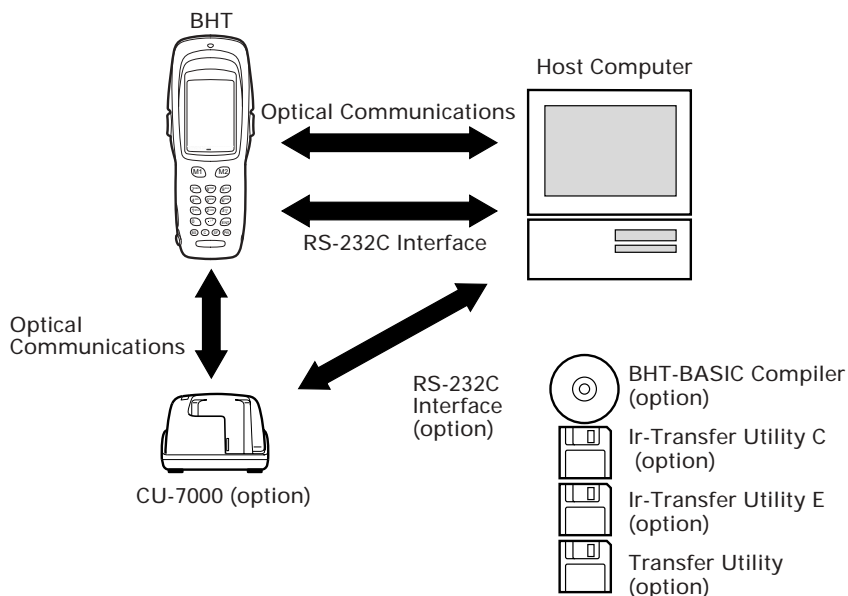 BHT
Host Computer
Optical Communications
M1 M2
RS-232C Interface
Optical
Communications
RS-232C
Interface
(option)
CU-7000 (option)
BHT-BASIC Compiler
(option)
Ir-Transfer Utility C
(option)
Ir-Transfer Utility E
(option)
Transfer Utility
(option)